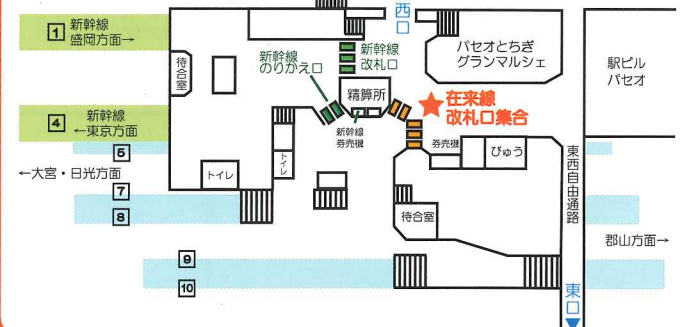 西口
1 新幹線
盛岡方面→
待合室
新幹線
のりかえ口
新幹線
改札口
パセオとちぎ
グランマルシェ
駅ビル
パセオ
4 新幹線
←東京方面
精算所
新幹線
券売機
在来線
改札口集合
5
←大宮・日光方面
トイレ
トイレ
券売機
びゅう
東西自由通路
7
8
待合室
郡山方面→
9
10
東口